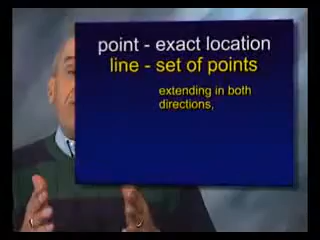 point - exact location
line - set of points
extending in both
directions,